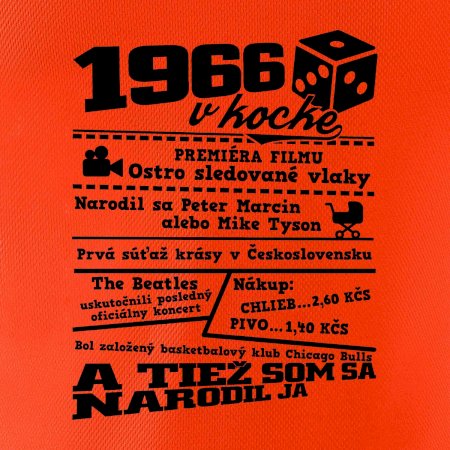 1966
v kocke
PREMIÉRA FILMU
Ostro sledované vlaky
Narodil sa Peter Marcin
alebo Mike Tyson
Prvá súťaž krásy v Československu
The Beatles
uskutočnili posledný
oficiálny koncert
Nákup:
CHLIEB...2,60 KČS
PIVO...1,40 KČS
Bol založený basketbalový klub Chicago Bulls
A TIEŽ SOM SA
NARODIL JA